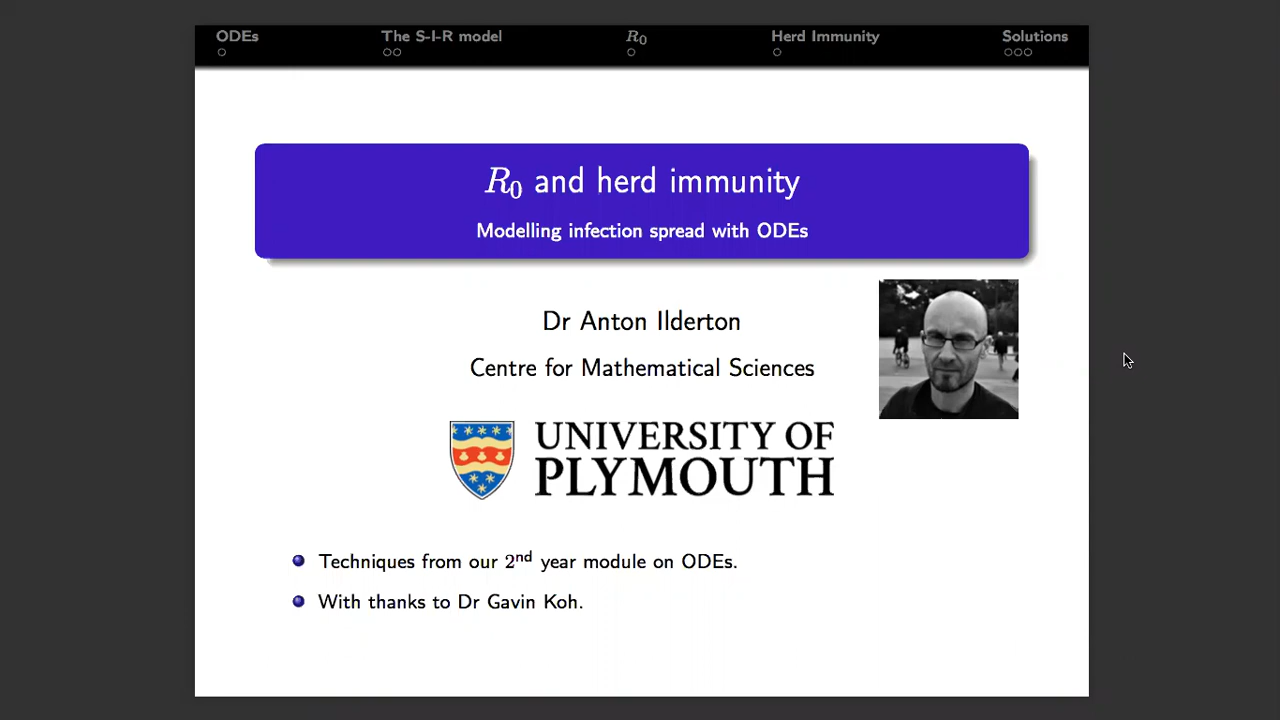 ODEs The S-I-R model R₀ Herd Immunity Solutions
R₀ and herd immunity
Modelling infection spread with ODEs
Dr Anton Ilderton
Centre for Mathematical Sciences
UNIVERSITY OF
PLYMOUTH
Techniques from our 2ⁿᵈ year module on ODEs.
With thanks to Dr Gavin Koh.